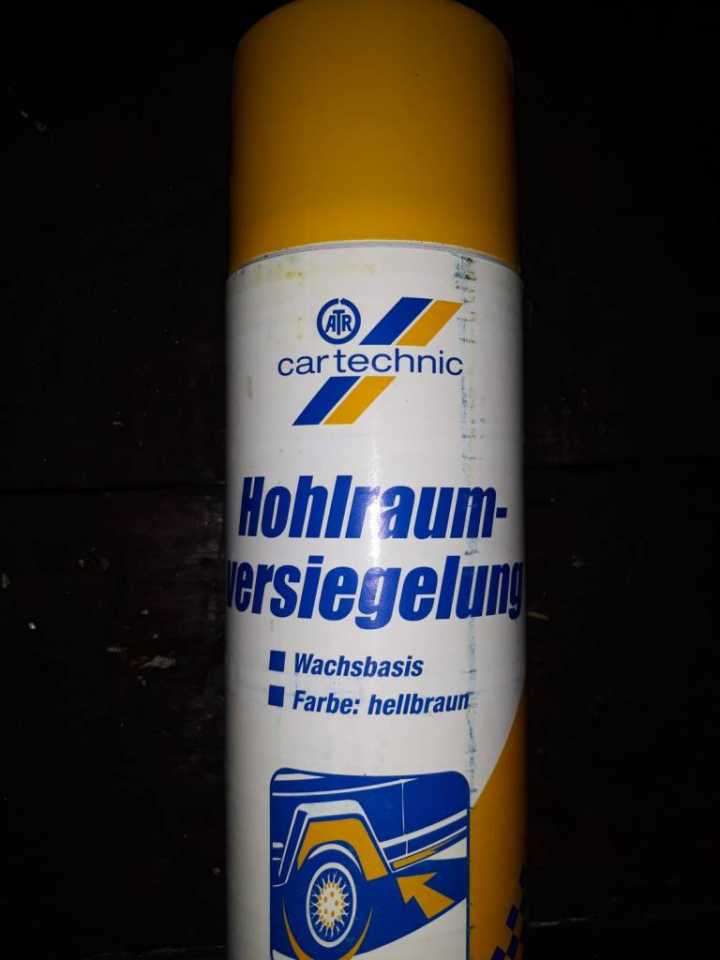 ATR
cartechnic
Hohlraum-
versiegelung
Wachsbasis
Farbe: hellbraun